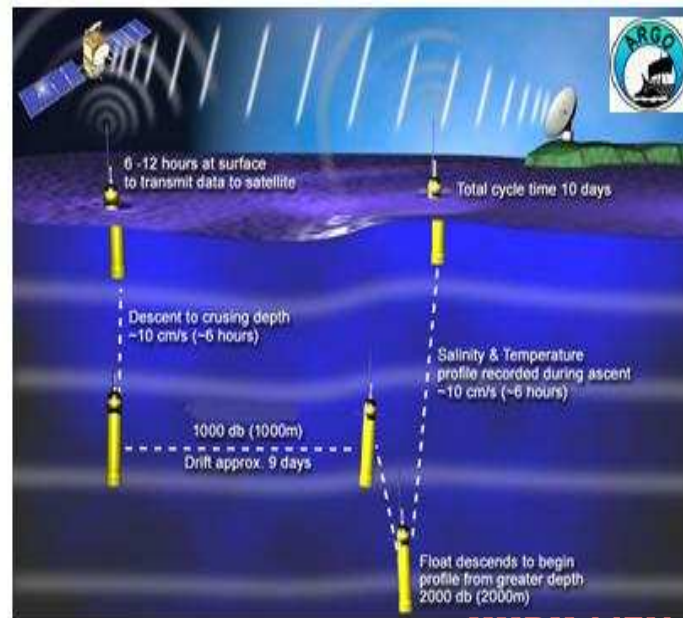 ARGO
6 -12 hours at surface
to transmit data to satellite
Total cycle time 10 days
Descent to crusing depth
~10 cm/s (~6 hours)
Salinity & Temperature
profile recorded during ascent
~10 cm/s (~6 hours)
1000 db (1000m)
Drift approx. 9 days
Float descends to begin
profile from greater depth
2000 db (2000m)